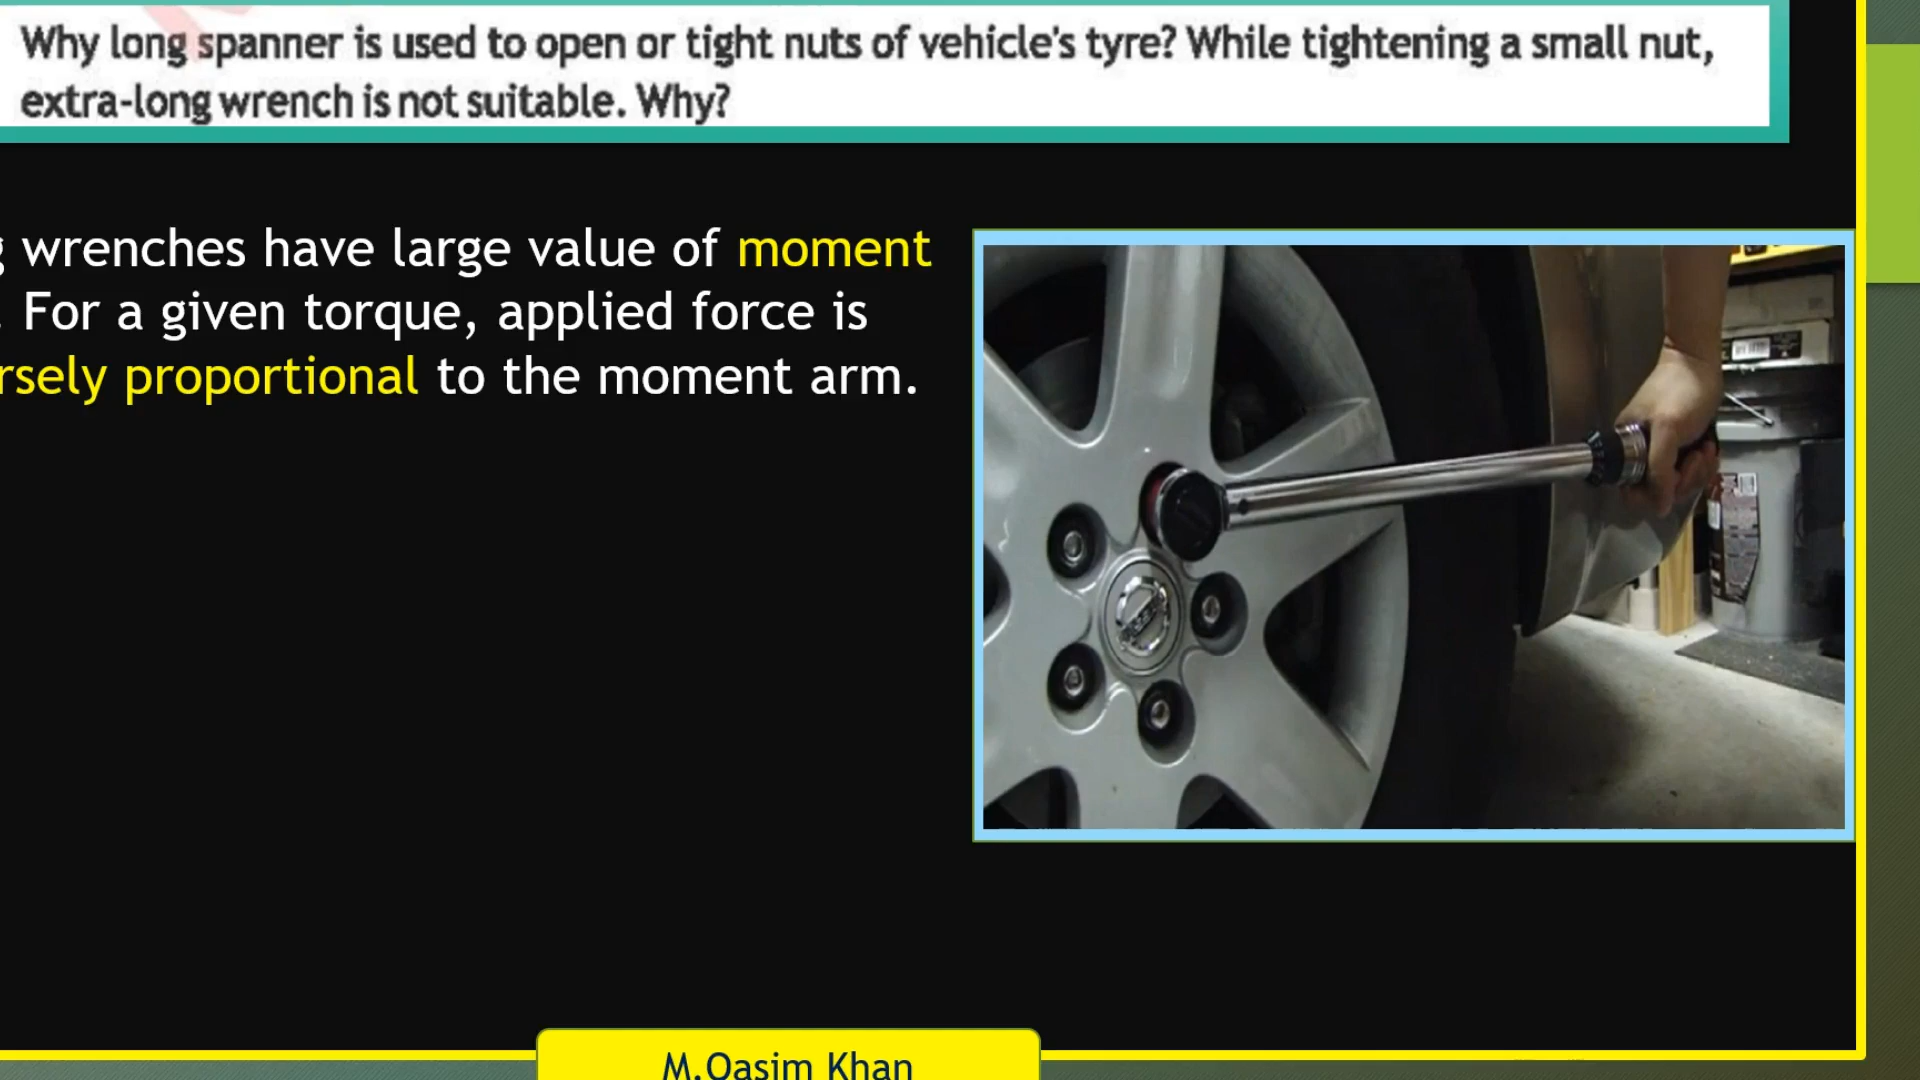 Why long spanner is used to open or tight nuts of vehicle's tyre? While tightening a small nut,
extra-long wrench is not suitable. Why?
wrenches have large value of moment
. For a given torque, applied force is
rsely proportional to the moment arm.
M.Qasim Khan